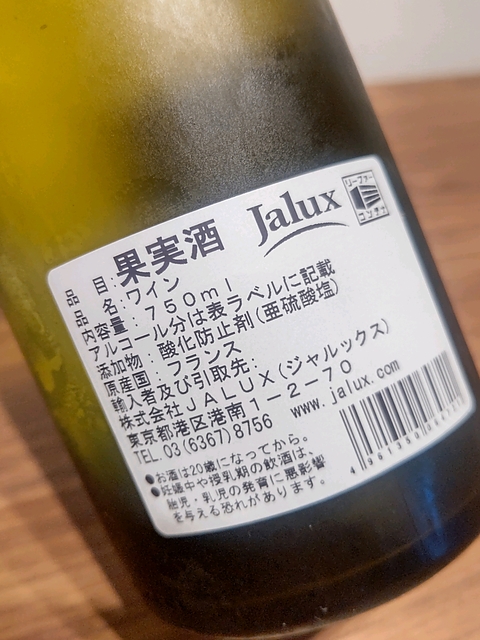 品　目：果実酒
Jalux
リーファー
コンテナ
品　名：ワイン
内容量：７５０ｍｌ
アルコール分は表ラベルに記載
添加物：酸化防止剤(亜硫酸塩)
原産国：フランス
輸入者及び引取先：
株式会社ＪＡＬＵＸ(ジャルックス)
東京都港区港南１−２−７０
TEL.03(6367)8756　www.jalux.com
●お酒は20歳になってから。
●妊娠中や授乳期の飲酒は、
胎児・乳児の発育に悪影響
を与える恐れがあります。